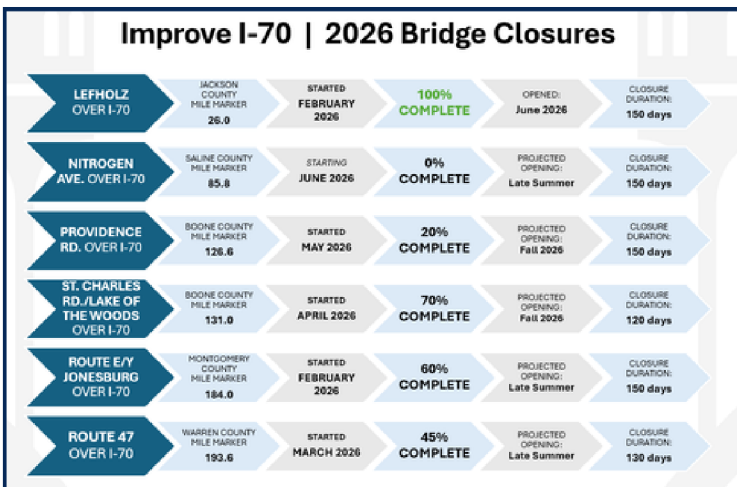 Improve I-70 | 2026 Bridge Closures
LEFHOLZ
OVER I-70
JACKSON
COUNTY
MILE MARKER
26.0
STARTED
FEBRUARY
2026
100%
COMPLETE
OPENED:
June 2026
CLOSURE
DURATION:
150 days
NITROGEN
AVE. OVER I-70
SALINE COUNTY
MILE MARKER
85.8
STARTING
JUNE 2026
0%
COMPLETE
PROJECTED
OPENING:
Late Summer
CLOSURE
DURATION:
150 days
PROVIDENCE
RD. OVER I-70
BOONE COUNTY
MILE MARKER
126.6
STARTED
MAY 2026
20%
COMPLETE
PROJECTED
OPENING:
Fall 2026
CLOSURE
DURATION:
150 days
ST. CHARLES
RD./LAKE OF
THE WOODS
OVER I-70
BOONE COUNTY
MILE MARKER
131.0
STARTED
APRIL 2026
70%
COMPLETE
PROJECTED
OPENING:
Fall 2026
CLOSURE
DURATION:
120 days
ROUTE E/Y
JONESBURG
OVER I-70
MONTGOMERY
COUNTY
MILE MARKER
184.0
STARTED
FEBRUARY
2026
60%
COMPLETE
PROJECTED
OPENING:
Late Summer
CLOSURE
DURATION:
150 days
ROUTE 47
OVER I-70
WARREN COUNTY
MILE MARKER
193.6
STARTED
MARCH 2026
45%
COMPLETE
PROJECTED
OPENING:
Late Summer
CLOSURE
DURATION:
130 days